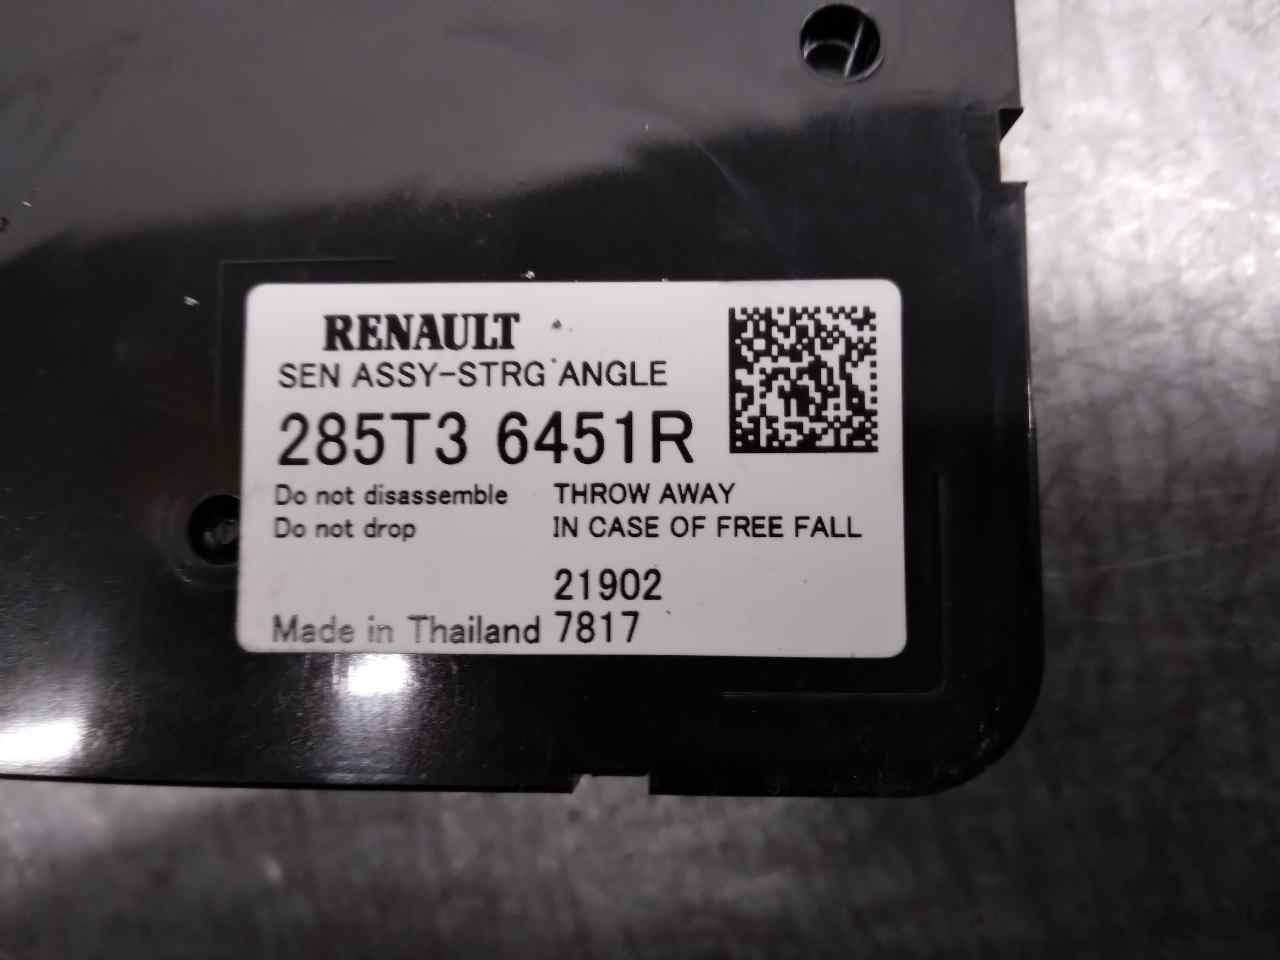 RENAULT
SEN ASSY-STRG ANGLE
285T3 6451R
Do not disassemble THROW AWAY
Do not drop IN CASE OF FREE FALL
21902
Made in Thailand 7817